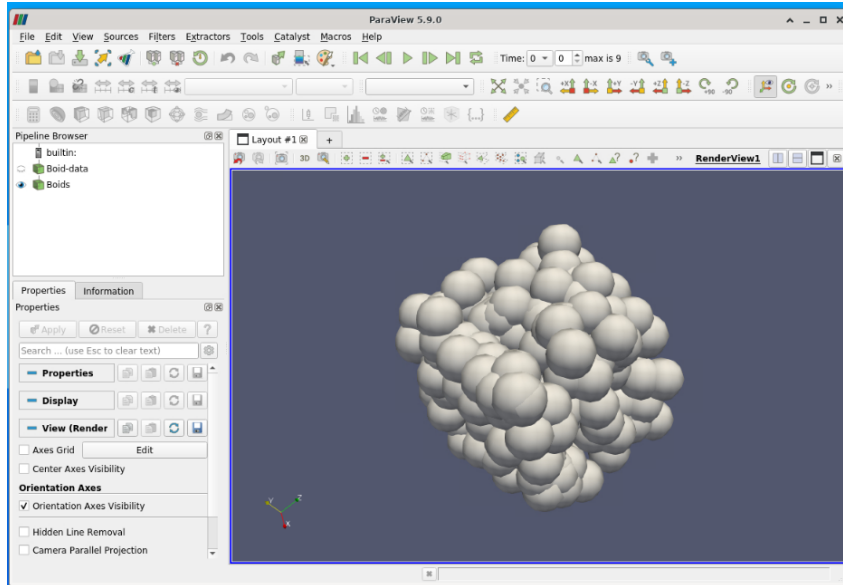 ParaView 5.9.0
File Edit View Sources Filters Extractors Tools Catalyst Macros Help
Time: 0 0 max is 9
+X -X +Y -Y +Z -Z +90 -90
Pipeline Browser
builtin:
Boid-data
Boids
Layout #1 +
3D RenderView1
Properties Information
Properties
Apply Reset Delete ?
Search ... (use Esc to clear text)
Properties
Display
View (Render
Axes Grid Edit
Center Axes Visibility
Orientation Axes
Orientation Axes Visibility
Hidden Line Removal
Camera Parallel Projection
Y Z
X